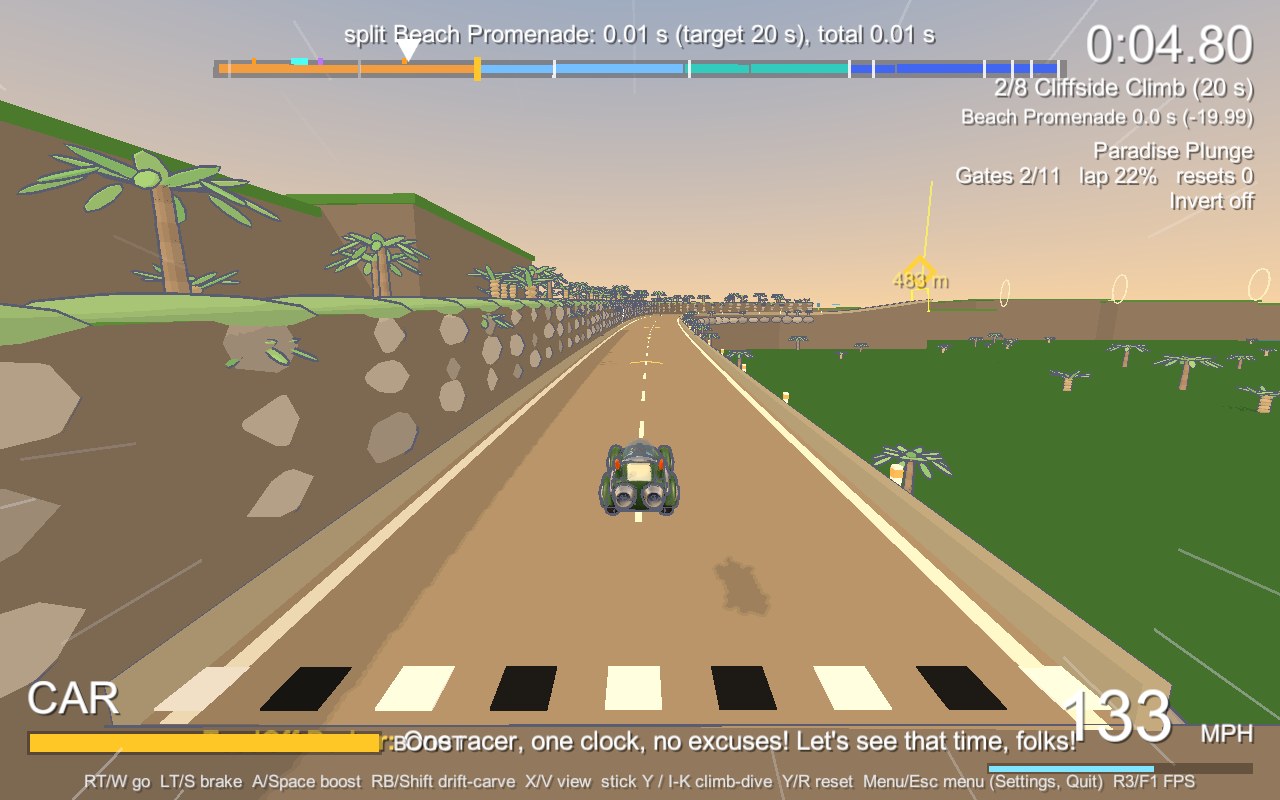 split Beach Promenade: 0.01 s (target 20 s), total 0.01 s
0:04.80
2/8 Cliffside Climb (20 s)
Beach Promenade 0.0 s (-19.99)
Paradise Plunge
Gates 2/11 lap 22% resets 0
Invert off
483 m
CAR
133 MPH
BOOST
One racer, one clock, no excuses! Let's see that time, folks!
RT/W go LT/S brake A/Space boost RB/Shift drift-carve X/V view stick Y / I-K climb-dive Y/R reset Menu/Esc menu (Settings, Quit) R3/F1 FPS